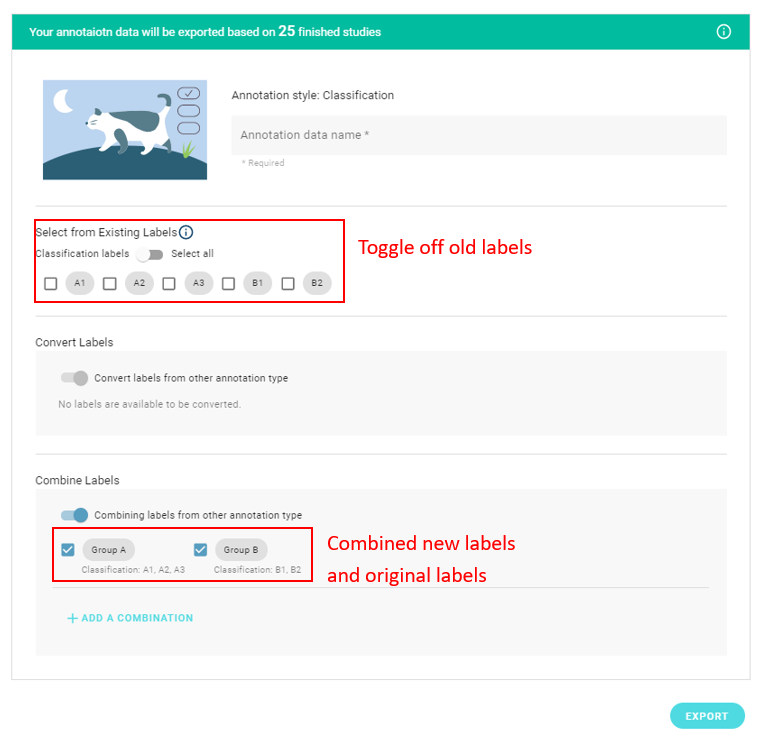 Your annotaiotn data will be exported based on 25 finished studies
Annotation style: Classification
Annotation data name *
* Required
Select from Existing Labels
Classification labels Select all
A1 A2 A3 B1 B2
Toggle off old labels
Convert Labels
Convert labels from other annotation type
No labels are available to be converted.
Combine Labels
Combining labels from other annotation type
Group A Group B
Classification: A1, A2, A3 Classification: B1, B2
Combined new labels
and original labels
+ ADD A COMBINATION
EXPORT